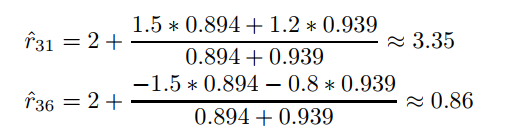 r̂₃₁ = 2 + (1.5 * 0.894 + 1.2 * 0.939) / (0.894 + 0.939) ≈ 3.35
r̂₃₆ = 2 + (−1.5 * 0.894 − 0.8 * 0.939) / (0.894 + 0.939) ≈ 0.86